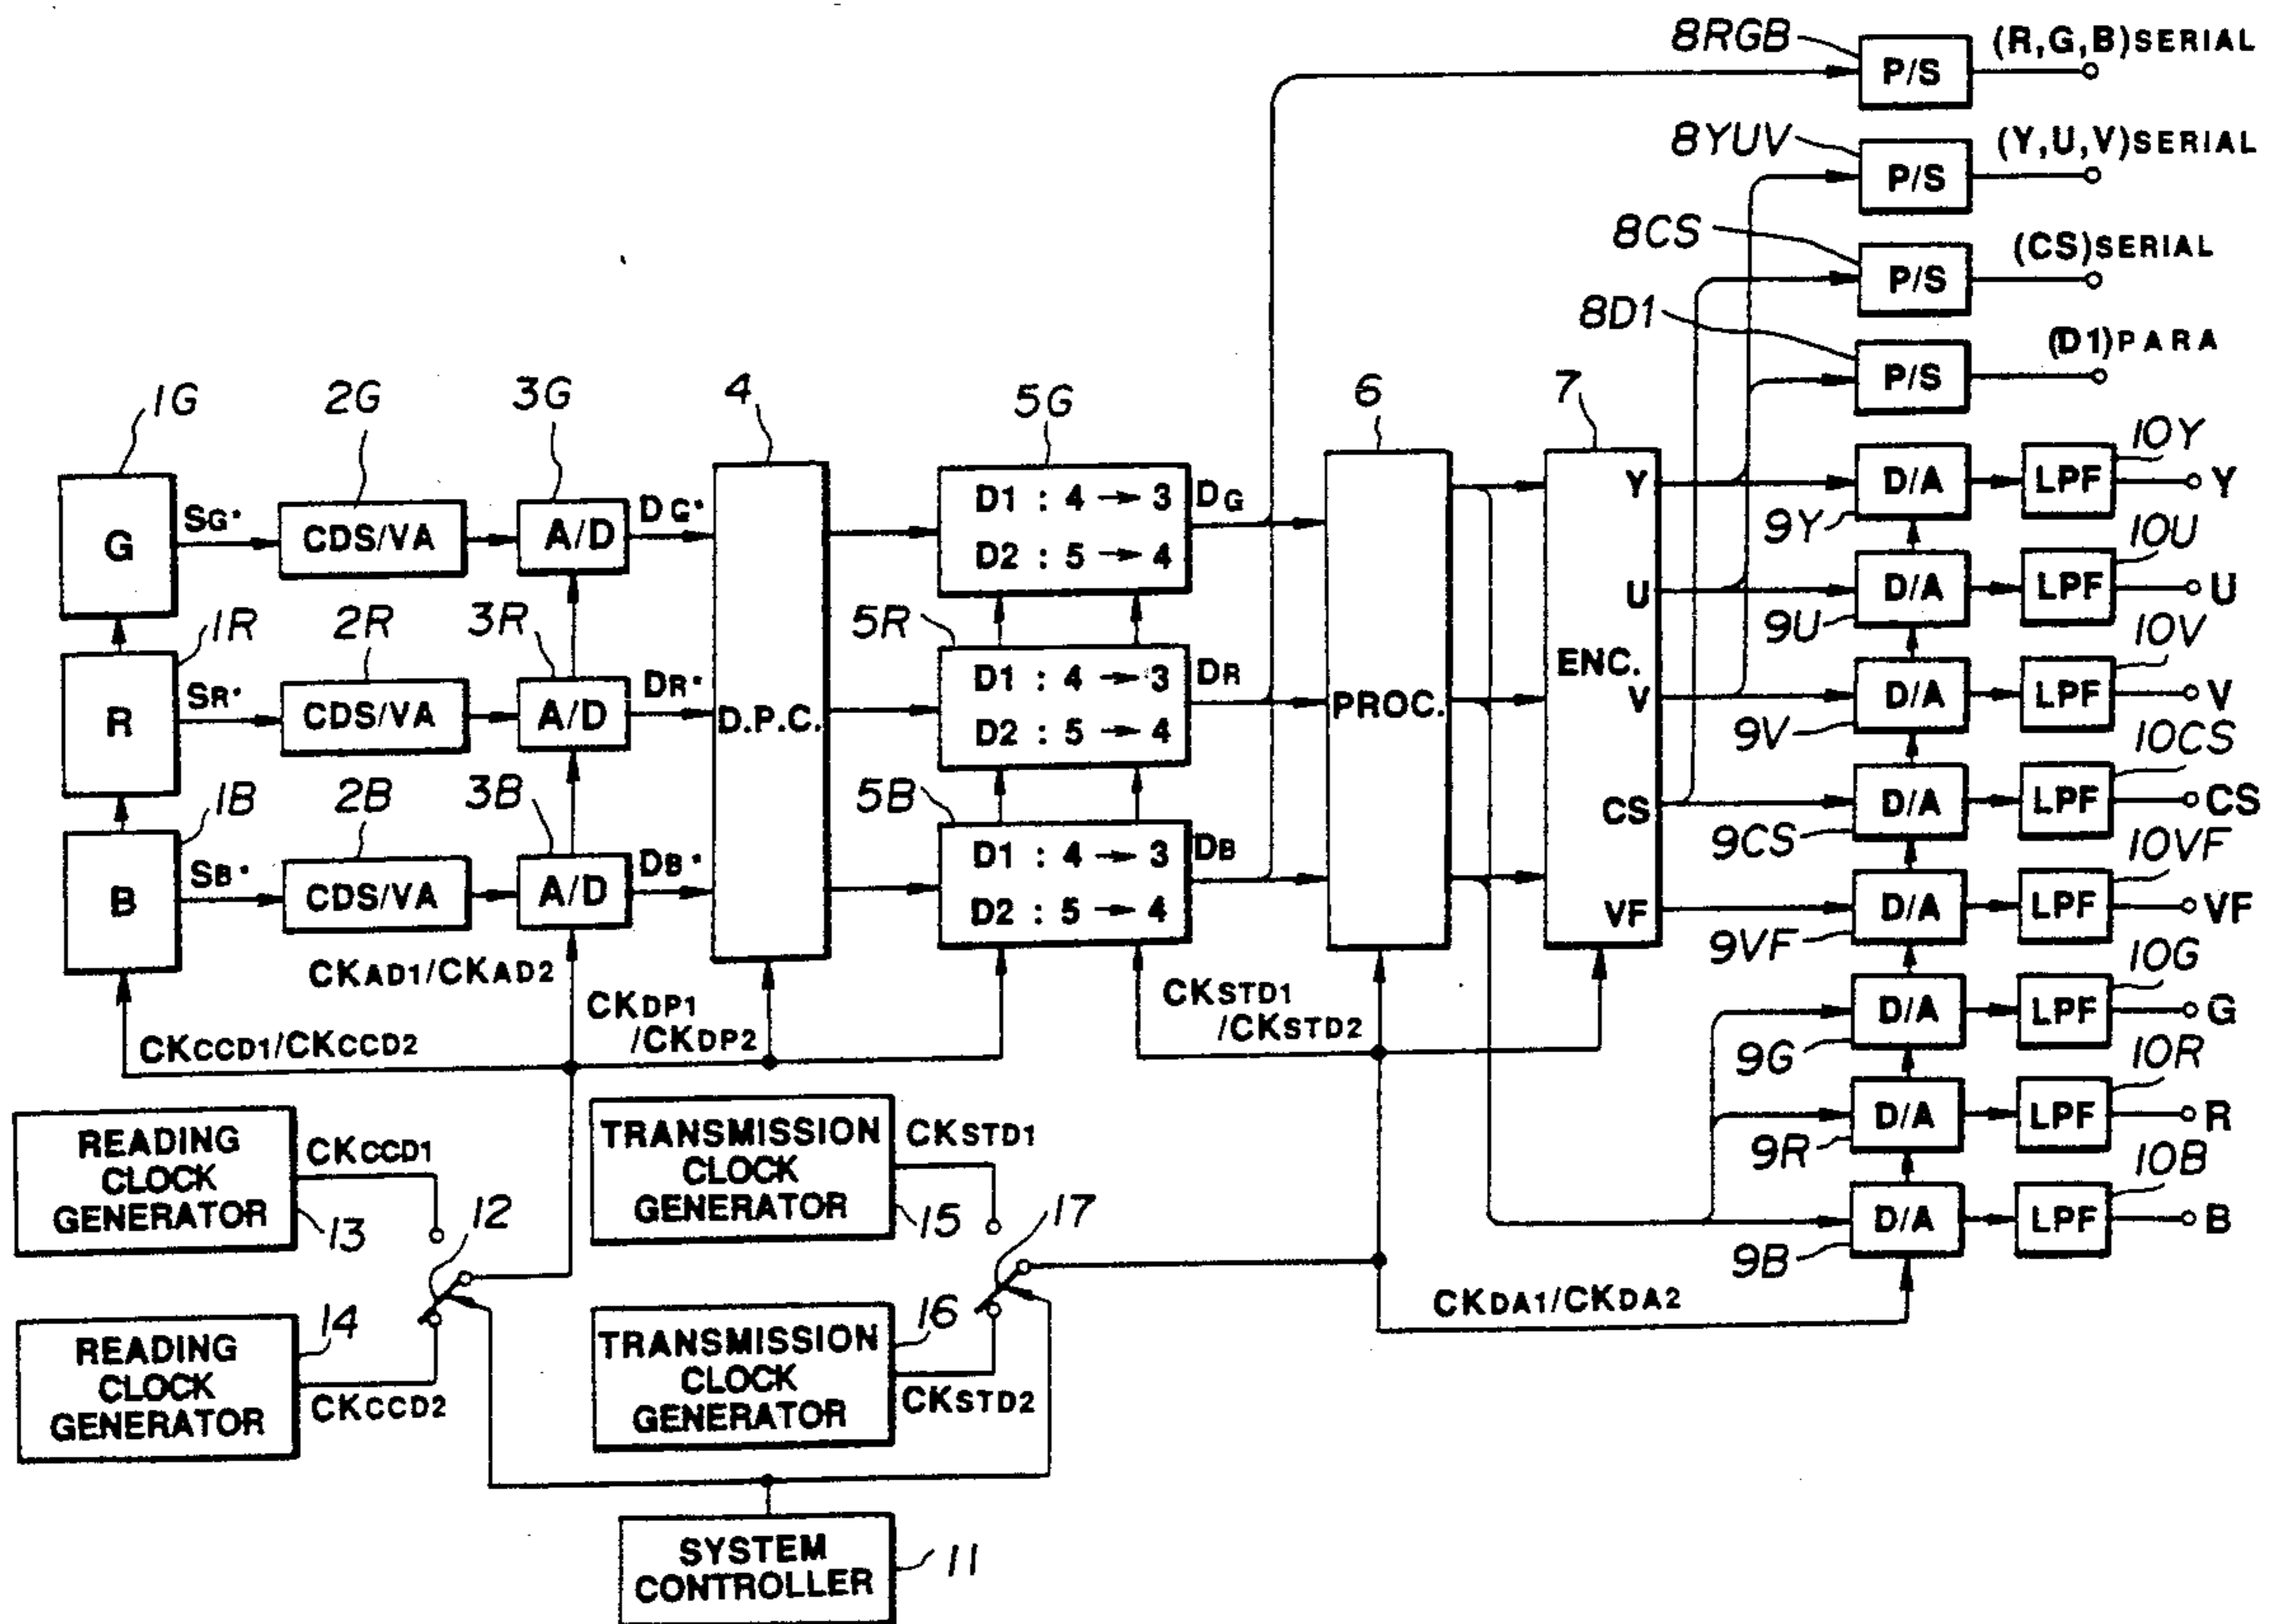 8RGB
P/S
(R,G,B)SERIAL
8YUV
P/S
(Y,U,V)SERIAL
8CS
P/S
(CS)SERIAL
8D1
P/S
(D1)PARA
1G
2G
3G
4
5G
6
7
G
SG*
CDS/VA
A/D
DG*
D1 : 4 → 3
D2 : 5 → 4
DG
1R
2R
3R
5R
R
SR*
CDS/VA
A/D
DR*
D.P.C.
D1 : 4 → 3
D2 : 5 → 4
DR
PROC.
ENC.
1B
2B
3B
5B
B
SB*
CDS/VA
A/D
DB*
D1 : 4 → 3
D2 : 5 → 4
DB
Y
U
V
CS
VF
D/A
9Y
LPF
10Y
Y
D/A
9U
LPF
10U
U
D/A
9V
LPF
10V
V
D/A
9CS
LPF
10CS
CS
D/A
9VF
LPF
10VF
VF
D/A
9G
LPF
10G
G
D/A
9R
LPF
10R
R
D/A
9B
LPF
10B
B
CKAD1/CKAD2
CKCCD1/CKCCD2
CKDP1
/CKDP2
CKSTD1
/CKSTD2
CKDA1/CKDA2
READING
CLOCK
GENERATOR
13
CKCCD1
12
READING
CLOCK
GENERATOR
14
CKCCD2
TRANSMISSION
CLOCK
GENERATOR
15
CKSTD1
17
TRANSMISSION
CLOCK
GENERATOR
16
CKSTD2
SYSTEM
CONTROLLER
11